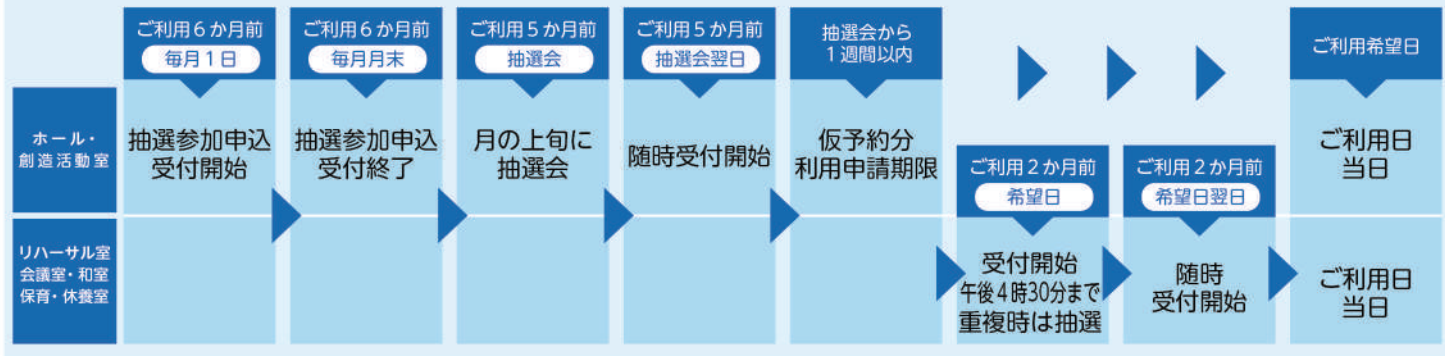 ご利用6か月前
毎月1日
ご利用6か月前
毎月月末
ご利用5か月前
抽選会
ご利用5か月前
抽選会翌日
抽選会から
1週間以内
ご利用希望日
ホール・
創造活動室
抽選参加申込
受付開始
抽選参加申込
受付終了
月の上旬に
抽選会
随時受付開始
仮予約分
利用申請期限
ご利用日
当日
ご利用2か月前
希望日
ご利用2か月前
希望日翌日
リハーサル室
会議室・和室
保育・休養室
受付開始
午後4時30分まで
重複時は抽選
随時
受付開始
ご利用日
当日